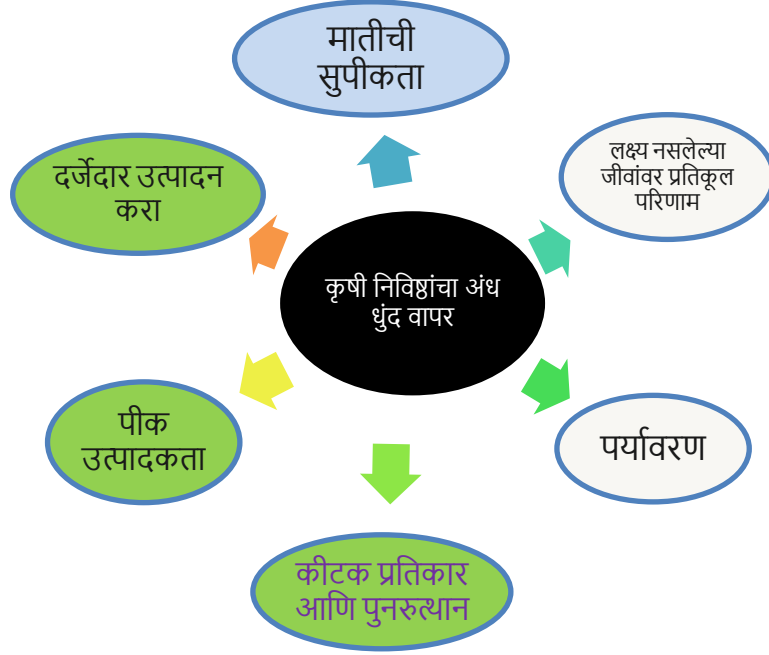 मातीची
सुपीकता
लक्ष्य नसलेल्या
जीवांवर प्रतिकूल
परिणाम
दर्जेदार उत्पादन
करा
कृषी निविष्ठांचा अंध
धुंद वापर
पीक
उत्पादकता
पर्यावरण
कीटक प्रतिकार
आणि पुनरुत्थान